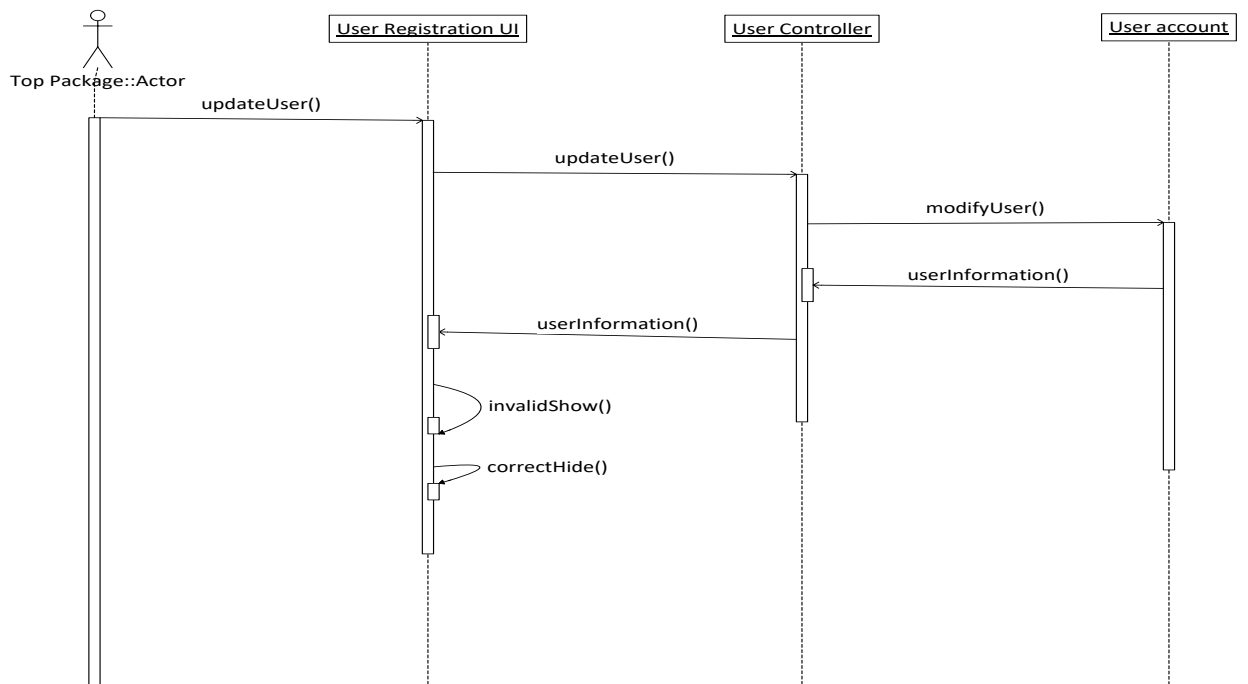 User Registration UI
User Controller
User account
Top Package::Actor
updateUser()
updateUser()
modifyUser()
userInformation()
userInformation()
invalidShow()
correctHide()